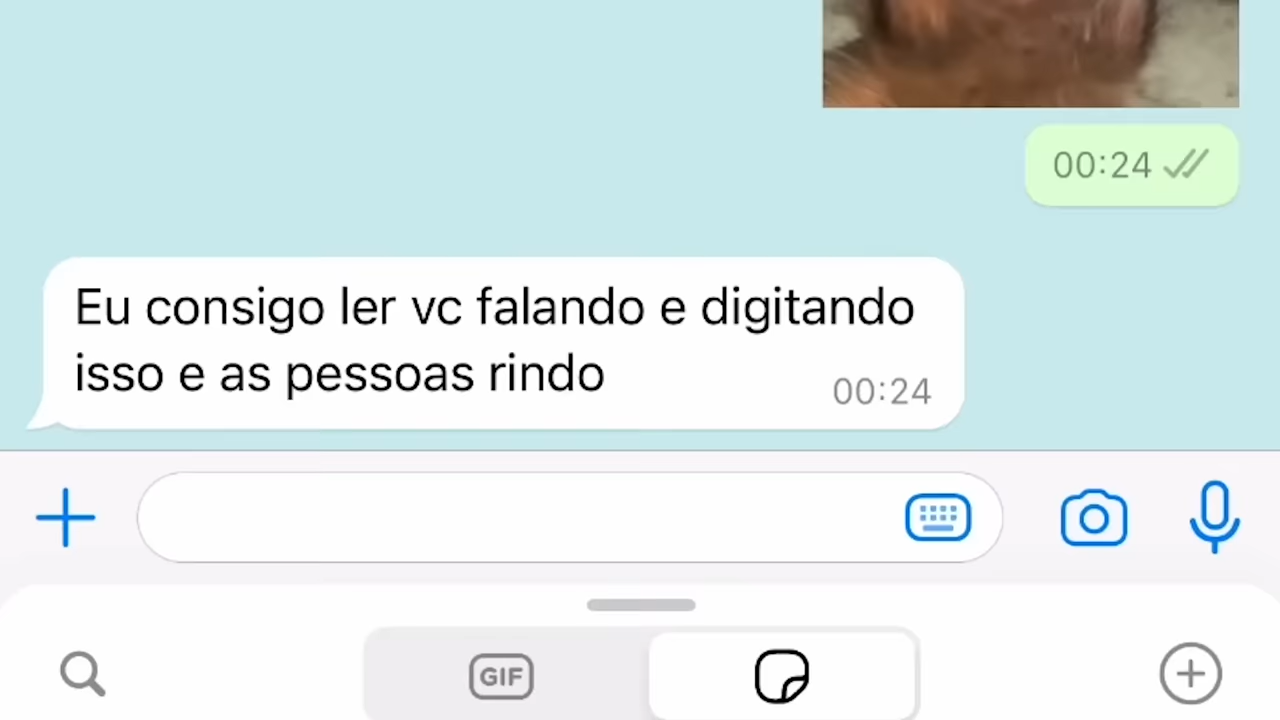 00:24
Eu consigo ler vc falando e digitando
isso e as pessoas rindo
00:24
GIF